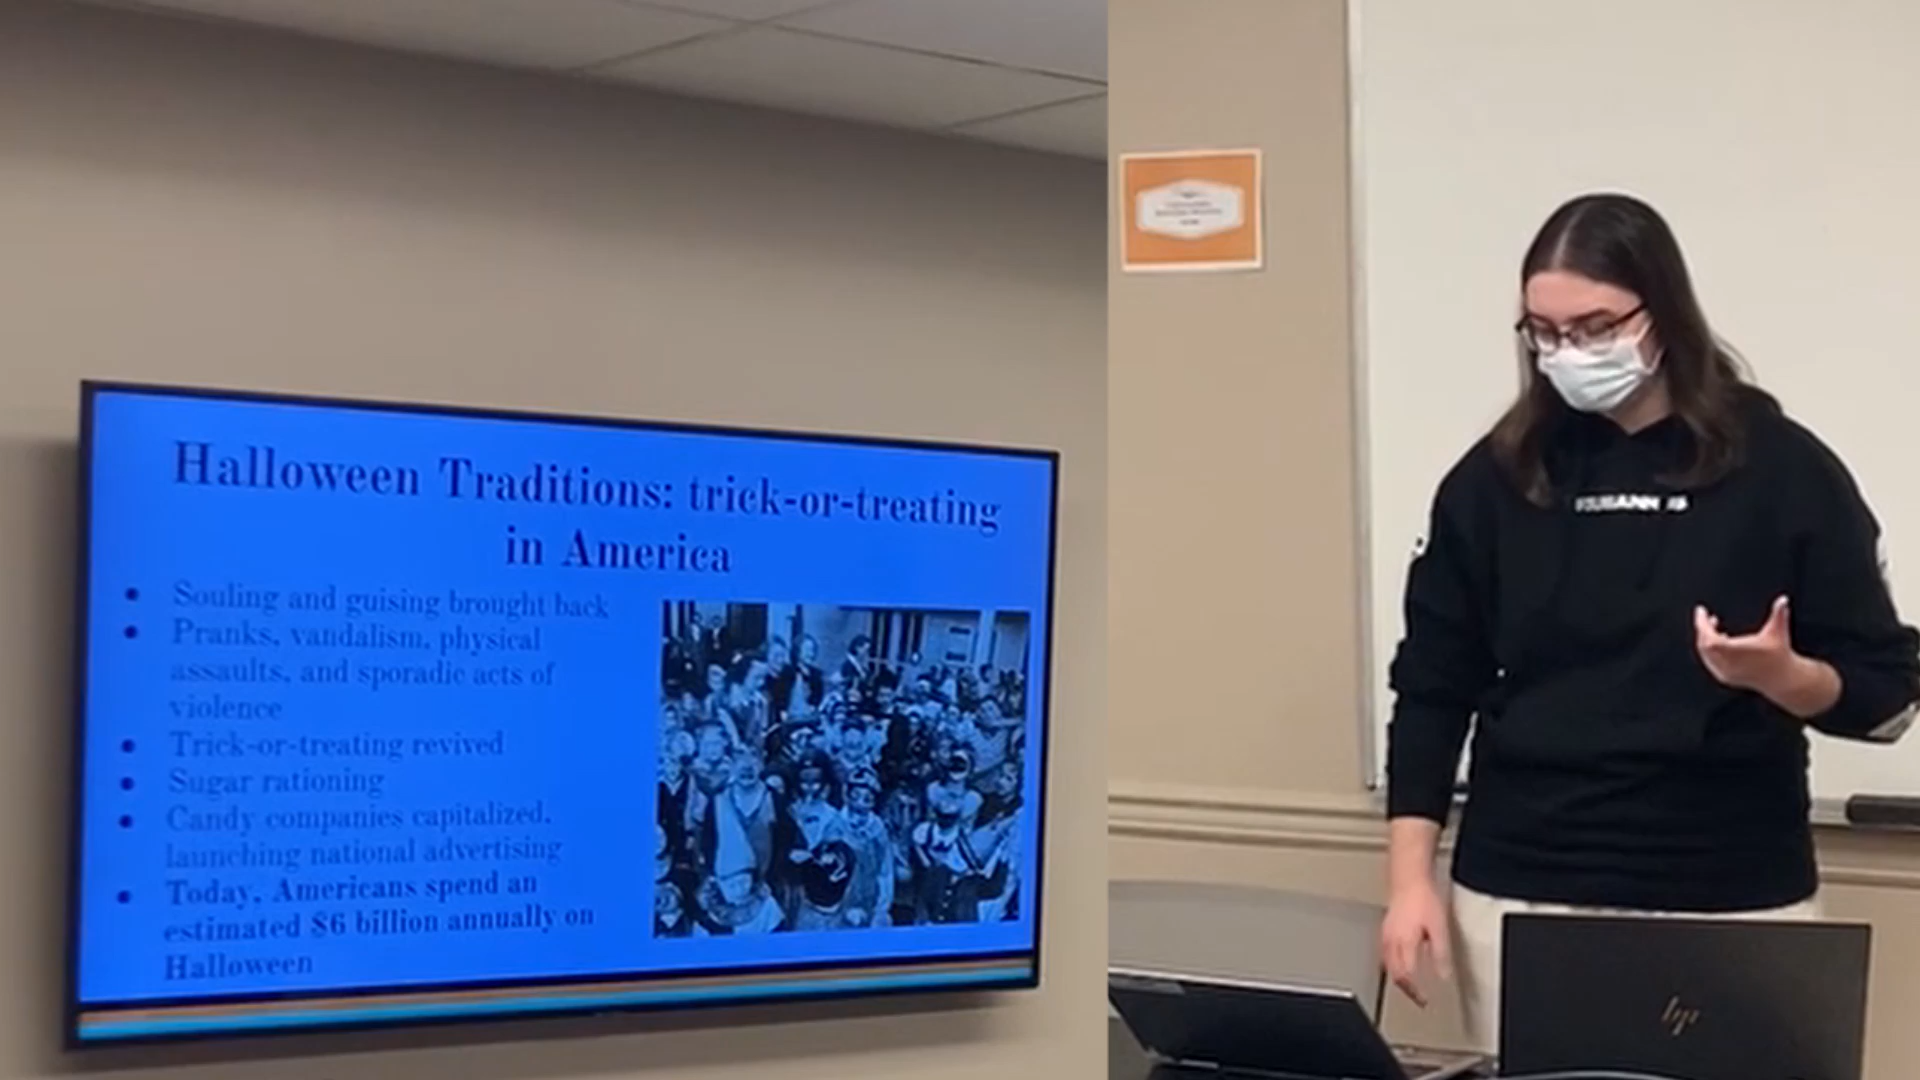 Halloween Traditions: trick-or-treating
in America
Souling and guising brought back
Pranks, vandalism, physical
assaults, and sporadic acts of
violence
Trick-or-treating revived
Sugar rationing
Candy companies capitalized,
launching national advertising
Today, Americans spend an
estimated $6 billion annually on
Halloween
2
hp